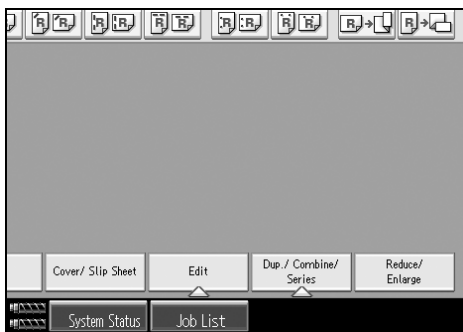 R R R R R R R R R R R R
Cover/ Slip Sheet
Edit
Dup./ Combine/
Series
Reduce/
Enlarge
System Status
Job List